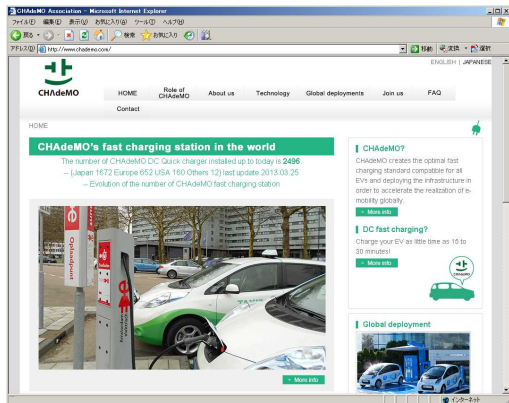 CHAdeMO Association - Microsoft Internet Explorer
ファイル(F) 編集(E) 表示(V) お気に入り(A) ツール(T) ヘルプ(H)
戻る 検索 お気に入り
アドレス(D) http://www.chademo.com/ 移動 変換 選択
ENGLISH | JAPANESE
CHΛdeMO
HOME
Role of
CHAdeMO
About us
Technology
Global deployments
Join us
FAQ
Contact
HOME
CHAdeMO's fast charging station in the world
The number of CHAdeMO DC Quick charger installed up to today is 2496
-- (Japan 1672 Europe 652 USA 160 Others 12) last update 2013.03.25
-- Evolution of the number of CHAdeMO fast charging station
Oplaadpunt
TAXI
More info
CHAdeMO?
CHAdeMO creates the optimal fast
charging standard compatible for all
EVs and deploying the infrastructure in
order to accelerate the realization of e-
mobility globally.
More info
DC fast charging?
Charge your EV as little time as 15 to
30 minutes!
More info
CHΛdeMO
Global deployment
インターネット